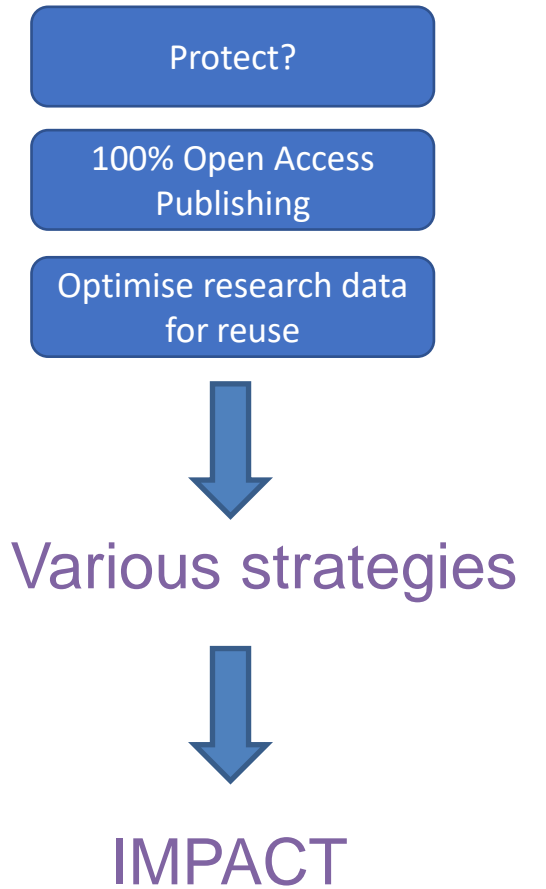 Protect?
100% Open Access
Publishing
Optimise research data
for reuse
Various strategies
IMPACT